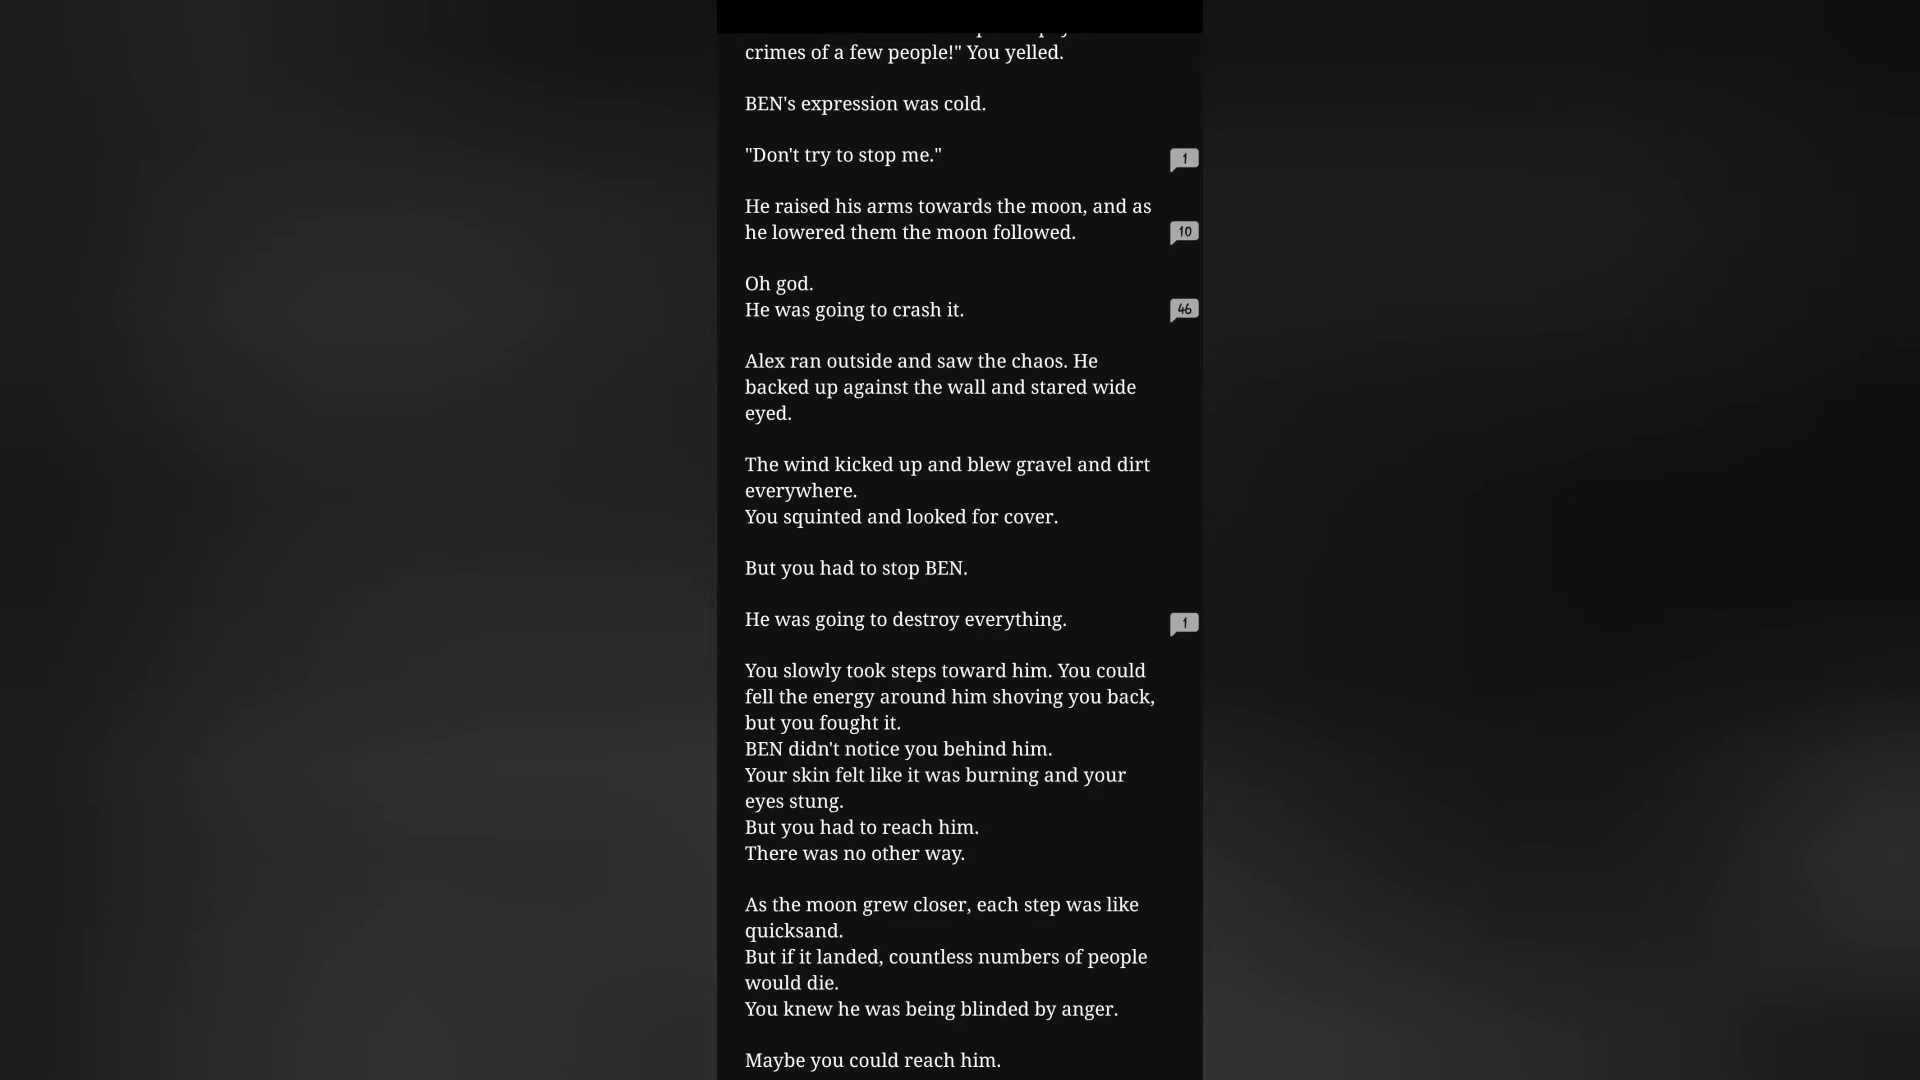 crimes of a few people!" You yelled.
BEN's expression was cold.
"Don't try to stop me."
1
He raised his arms towards the moon, and as
he lowered them the moon followed.
10
Oh god.
He was going to crash it.
46
Alex ran outside and saw the chaos. He
backed up against the wall and stared wide
eyed.
The wind kicked up and blew gravel and dirt
everywhere.
You squinted and looked for cover.
But you had to stop BEN.
He was going to destroy everything.
1
You slowly took steps toward him. You could
fell the energy around him shoving you back,
but you fought it.
BEN didn't notice you behind him.
Your skin felt like it was burning and your
eyes stung.
But you had to reach him.
There was no other way.
As the moon grew closer, each step was like
quicksand.
But if it landed, countless numbers of people
would die.
You knew he was being blinded by anger.
Maybe you could reach him.